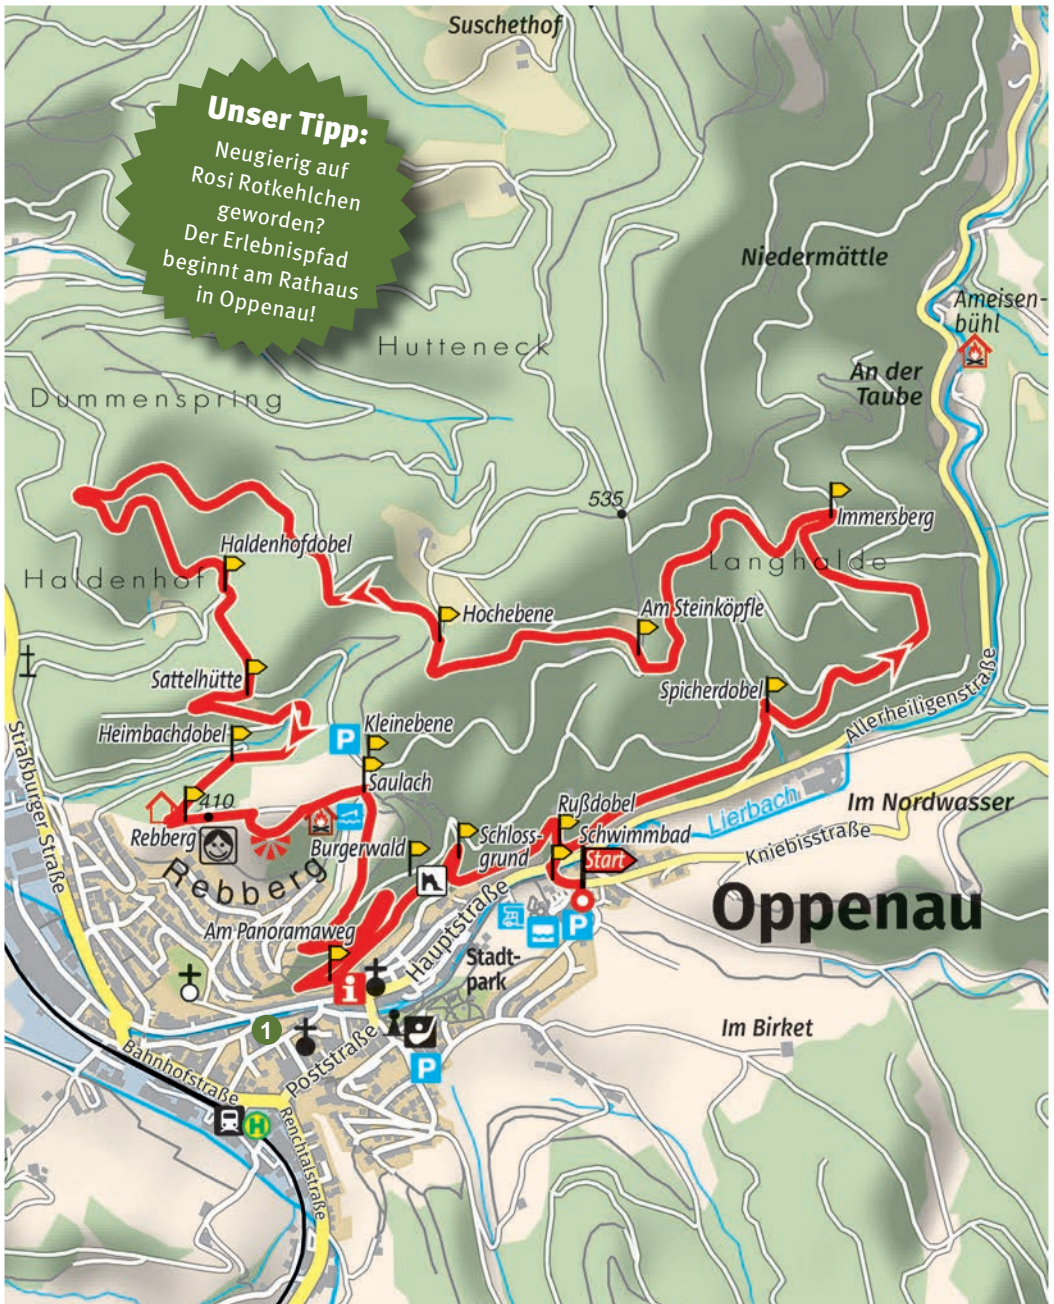 Suschethof
Unser Tipp:
Neugierig auf
Rosi Rotkehlchen
geworden?
Der Erlebnispfad
beginnt am Rathaus
in Oppenau!
Niedermättle
Ameisen-
bühl
Hutteneck
An der
Taube
Dummenspring
535
Immersberg
Haldenhofdobel
Langhalde
Haldenhof
Hochebene
Am Steinköpfle
Sattelhütte
Spicherdobel
Allerheiligenstraße
Heimbachdobel
P
Kleinebene
Saulach
Straßburger Straße
410
Rebberg
Rebberg
Burgerwald
Schloss-
grund
Rußdobel
Schwimmbad
Start
Lierbach
Im Nordwasser
Kniebisstraße
Oppenau
Am Panoramaweg
Hauptstraße
P
Stadt-
park
i
1
Poststraße
Im Birket
P
Bahnhofstraße
H
Renchtalstraße